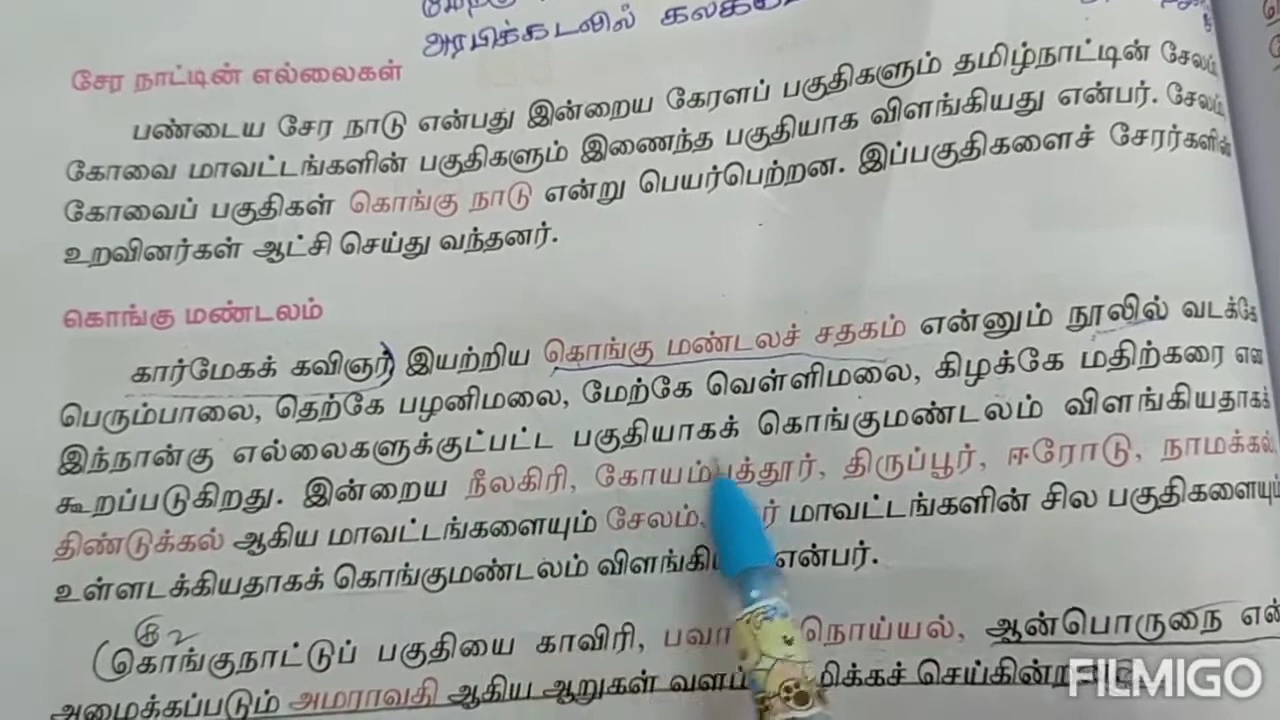 அரபிக்கடலில்
சேர நாட்டின் எல்லைகள்
பண்டைய சேர நாடு என்பது இன்றைய கேரளப் பகுதிகளும் தமிழ்நாட்டின் சேலம்,
கோவை மாவட்டங்களின் பகுதிகளும் இணைந்த பகுதியாக விளங்கியது என்பர். சேலம்,
கோவைப் பகுதிகள் கொங்கு நாடு என்று பெயர்பெற்றன. இப்பகுதிகளைச் சேரர்களின்
உறவினர்கள் ஆட்சி செய்து வந்தனர்.
கொங்கு மண்டலம்
கார்மேகக் கவிஞர் இயற்றிய கொங்கு மண்டலச் சதகம் என்னும் நூலில் வடக்கே
பெரும்பாலை, தெற்கே பழனிமலை, மேற்கே வெள்ளிமலை, கிழக்கே மதிற்கரை என
இந்நான்கு எல்லைகளுக்குட்பட்ட பகுதியாகக் கொங்குமண்டலம் விளங்கியதாகக்
கூறப்படுகிறது. இன்றைய நீலகிரி, கோயம்புத்தூர், திருப்பூர், ஈரோடு, நாமக்கல்,
திண்டுக்கல் ஆகிய மாவட்டங்களையும் சேலம், மாவட்டங்களின் சில பகுதிகளையும்
உள்ளடக்கியதாகக் கொங்குமண்டலம் என்பர்.
(கொங்குநாட்டுப் பகுதியை காவிரி, நொய்யல், ஆன்பொருநை
அழைக்கப்படும் அமராவதி ஆகிய ஆறுகள்
FILMIGO